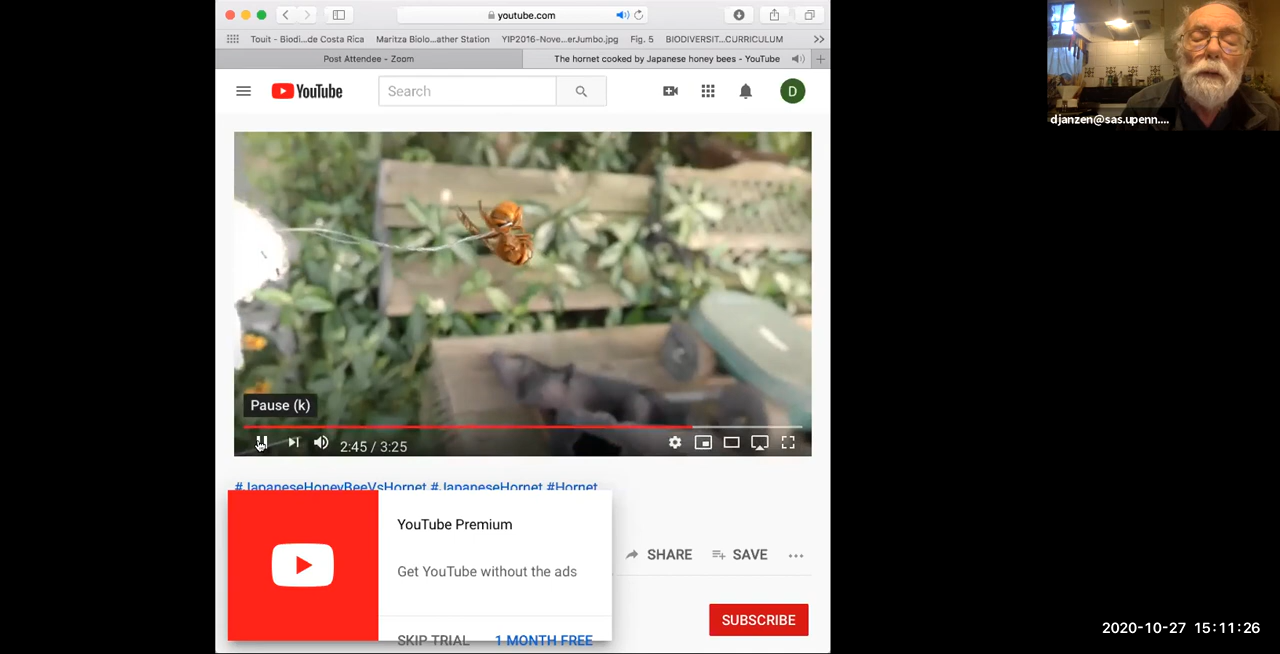 youtube.com
Touit - Biodi...de Costa Rica Maritza Biolo...ather Station YIP2016-Nove...erJumbo.jpg Fig. 5 BIODIVERSIT...CURRICULUM
Post Attendee - Zoom The hornet cooked by Japanese honey bees - YouTube
YouTube Search D
djanzen@sas.upenn....
Pause (k)
2:45 / 3:25
#JapaneseHoneyBeeVsHornet #JapaneseHornet #Hornet
YouTube Premium
Get YouTube without the ads
SHARE SAVE
SKIP TRIAL 1 MONTH FREE
SUBSCRIBE
2020-10-27 15:11:26